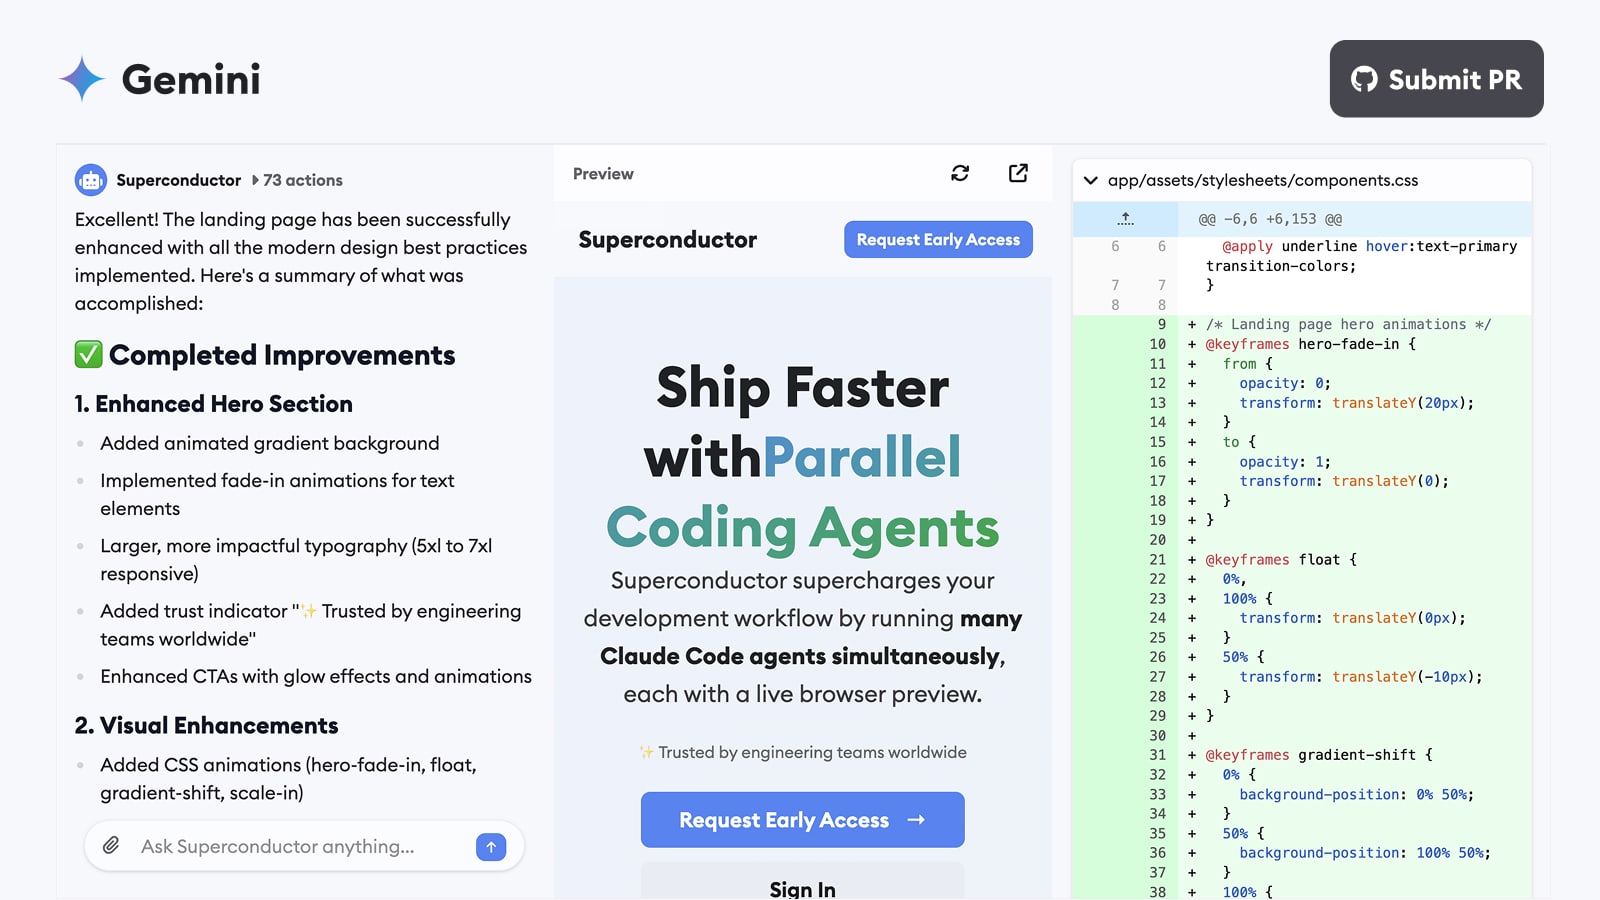 Gemini
Submit PR
Superconductor 73 actions
Excellent! The landing page has been successfully
enhanced with all the modern design best practices
implemented. Here's a summary of what was
accomplished:
✅ Completed Improvements
1. Enhanced Hero Section
Added animated gradient background
Implemented fade-in animations for text
elements
Larger, more impactful typography (5xl to 7xl
responsive)
Added trust indicator "✨ Trusted by engineering
teams worldwide"
Enhanced CTAs with glow effects and animations
2. Visual Enhancements
Added CSS animations (hero-fade-in, float,
gradient-shift, scale-in)
Ask Superconductor anything...
Preview
Superconductor
Request Early Access
Ship Faster
withParallel
Coding Agents
Superconductor supercharges your
development workflow by running many
Claude Code agents simultaneously,
each with a live browser preview.
✨ Trusted by engineering teams worldwide
Request Early Access →
Sign In
app/assets/stylesheets/components.css
@@ -6,6 +6,153 @@
6 6 @apply underline hover:text-primary
transition-colors;
7 7 }
8 8
9 + /* Landing page hero animations */
10 + @keyframes hero-fade-in {
11 + from {
12 + opacity: 0;
13 + transform: translateY(20px);
14 + }
15 + to {
16 + opacity: 1;
17 + transform: translateY(0);
18 + }
19 + }
20 +
21 + @keyframes float {
22 + 0%,
23 + 100% {
24 + transform: translateY(0px);
25 + }
26 + 50% {
27 + transform: translateY(-10px);
28 + }
29 + }
30 +
31 + @keyframes gradient-shift {
32 + 0% {
33 + background-position: 0% 50%;
34 + }
35 + 50% {
36 + background-position: 100% 50%;
37 + }
38 + 100% {